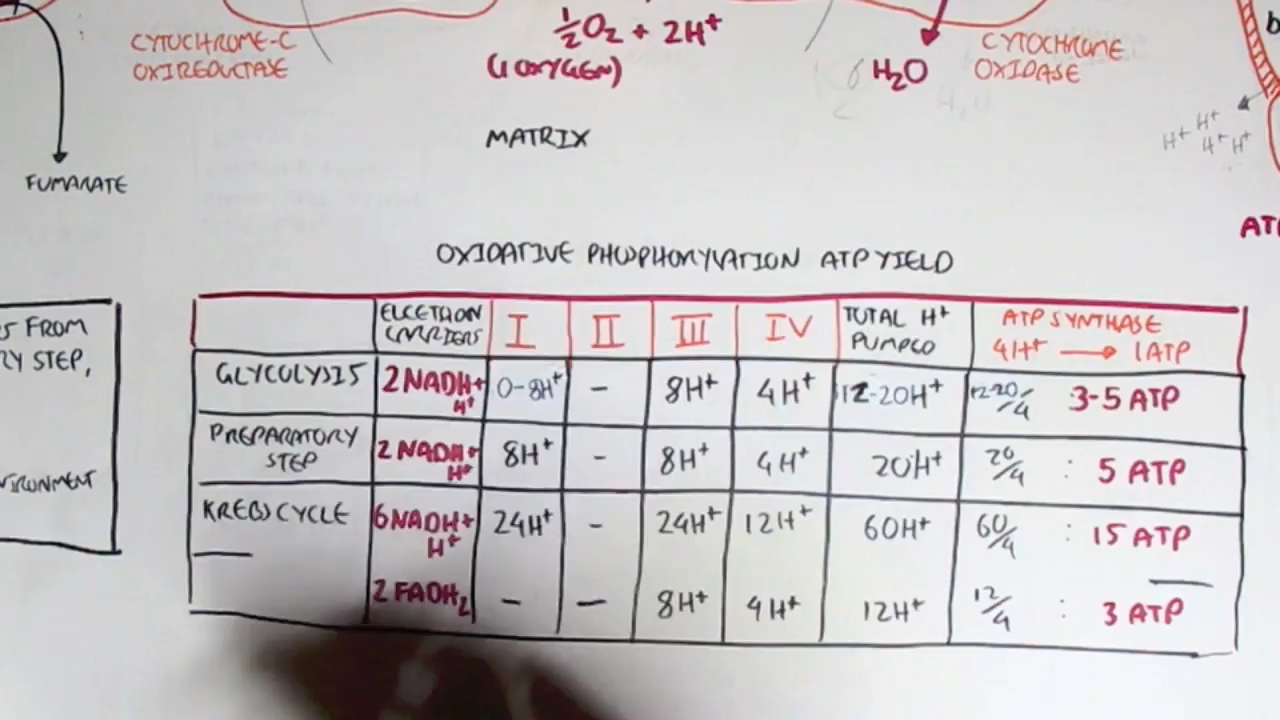 ½O₂ + 2H⁺
(1 OXYGEN)
CYTOCHROME-C
OXIREDUCTASE
H₂O
CYTOCHROME
OXIDASE
H⁺ H⁺
H⁺ H⁺
MATRIX
FUMARATE
OXIDATIVE PHOSPHORYLATION ATP YIELD
FROM
STEP,
ELECTRON
CARRIERS
I
II
III
IV
TOTAL H⁺
PUMPED
ATP SYNTHASE
4H⁺ → 1ATP
GLYCOLYSIS
2NADH+
H⁺
0-8H⁺
-
8H⁺
4H⁺
12-20H⁺
12-20/4
3-5 ATP
PREPARATORY
STEP
2NADH+
H⁺
8H⁺
-
8H⁺
4H⁺
20H⁺
20/4 : 5 ATP
KREBS CYCLE
6NADH+
H⁺
24H⁺
-
24H⁺
12H⁺
60H⁺
60/4 : 15 ATP
2 FADH₂
-
-
8H⁺
4H⁺
12H⁺
12/4 : 3 ATP